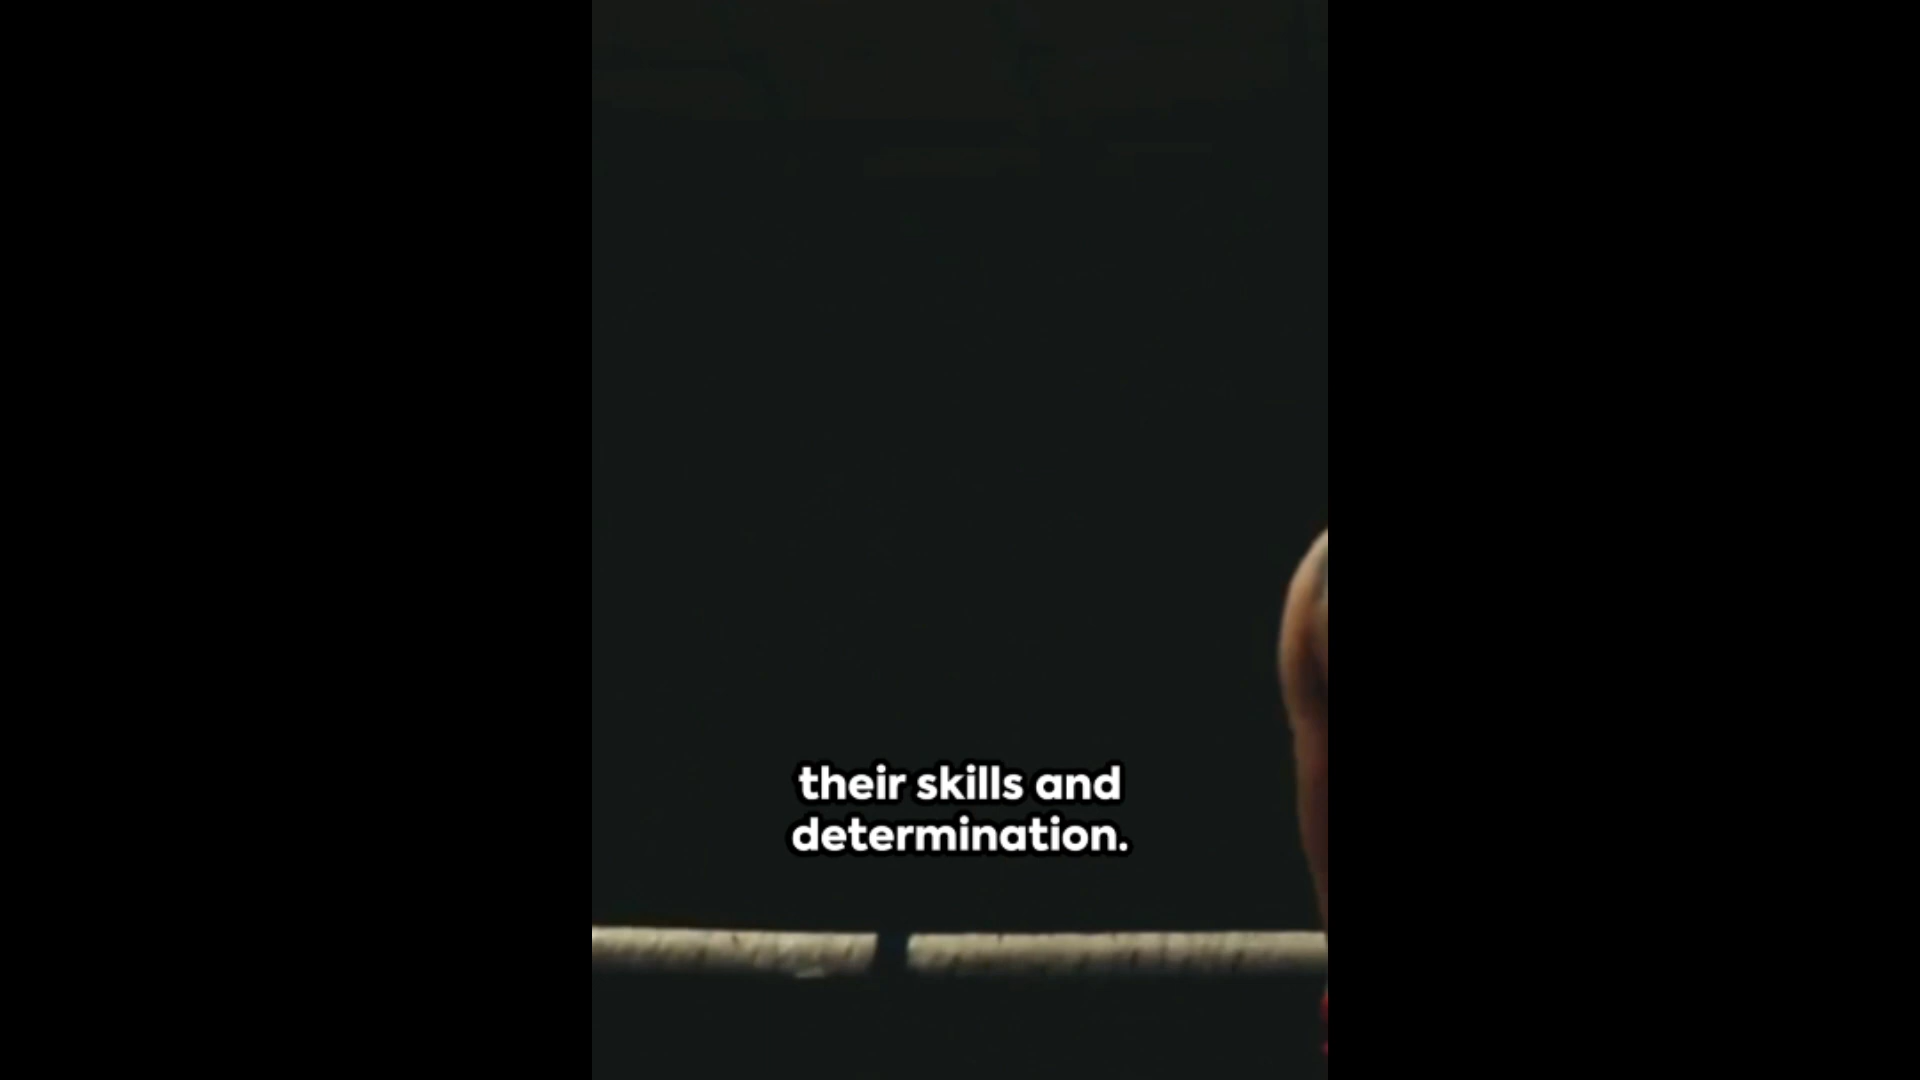 their skills and
determination.